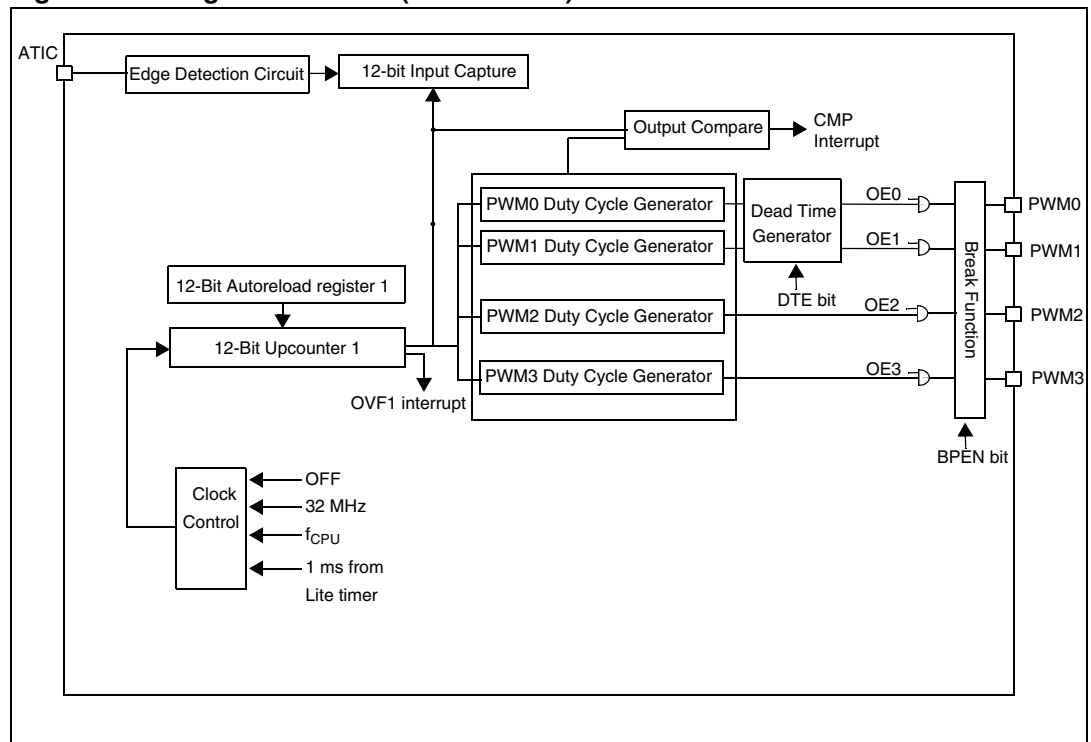 ATIC
Edge Detection Circuit
12-bit Input Capture
Output Compare
CMP
Interrupt
PWM0 Duty Cycle Generator
PWM1 Duty Cycle Generator
PWM2 Duty Cycle Generator
PWM3 Duty Cycle Generator
Dead Time
Generator
DTE bit
OE0
OE1
OE2
OE3
Break Function
BPEN bit
PWM0
PWM1
PWM2
PWM3
12-Bit Autoreload register 1
12-Bit Upcounter 1
OVF1 interrupt
Clock
Control
OFF
32 MHz
fCPU
1 ms from
Lite timer